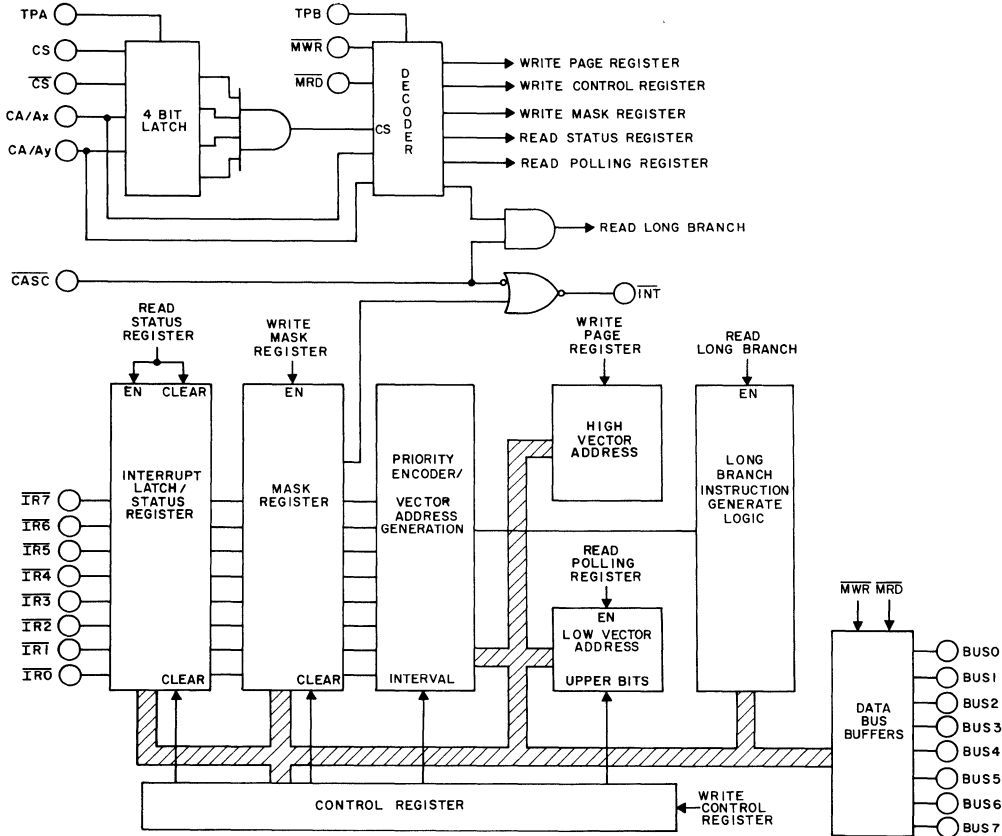 TPA
CS
CS
CA/Ax
CA/Ay
4 BIT
LATCH
TPB
MWR
MRD
DECODER
CS
WRITE PAGE REGISTER
WRITE CONTROL REGISTER
WRITE MASK REGISTER
READ STATUS REGISTER
READ POLLING REGISTER
READ LONG BRANCH
CASC
INT
READ
STATUS
REGISTER
WRITE
MASK
REGISTER
WRITE
PAGE
REGISTER
READ
LONG BRANCH
EN CLEAR
INTERRUPT
LATCH/
STATUS
REGISTER
CLEAR
EN
MASK
REGISTER
CLEAR
PRIORITY
ENCODER/
VECTOR
ADDRESS
GENERATION
INTERVAL
HIGH
VECTOR
ADDRESS
EN
LONG
BRANCH
INSTRUCTION
GENERATE
LOGIC
READ
POLLING
REGISTER
EN
LOW VECTOR
ADDRESS
UPPER BITS
IR7
IR6
IR5
IR4
IR3
IR2
IR1
IR0
MWR MRD
DATA
BUS
BUFFERS
BUS0
BUS1
BUS2
BUS3
BUS4
BUS5
BUS6
BUS7
CONTROL REGISTER
WRITE
CONTROL
REGISTER